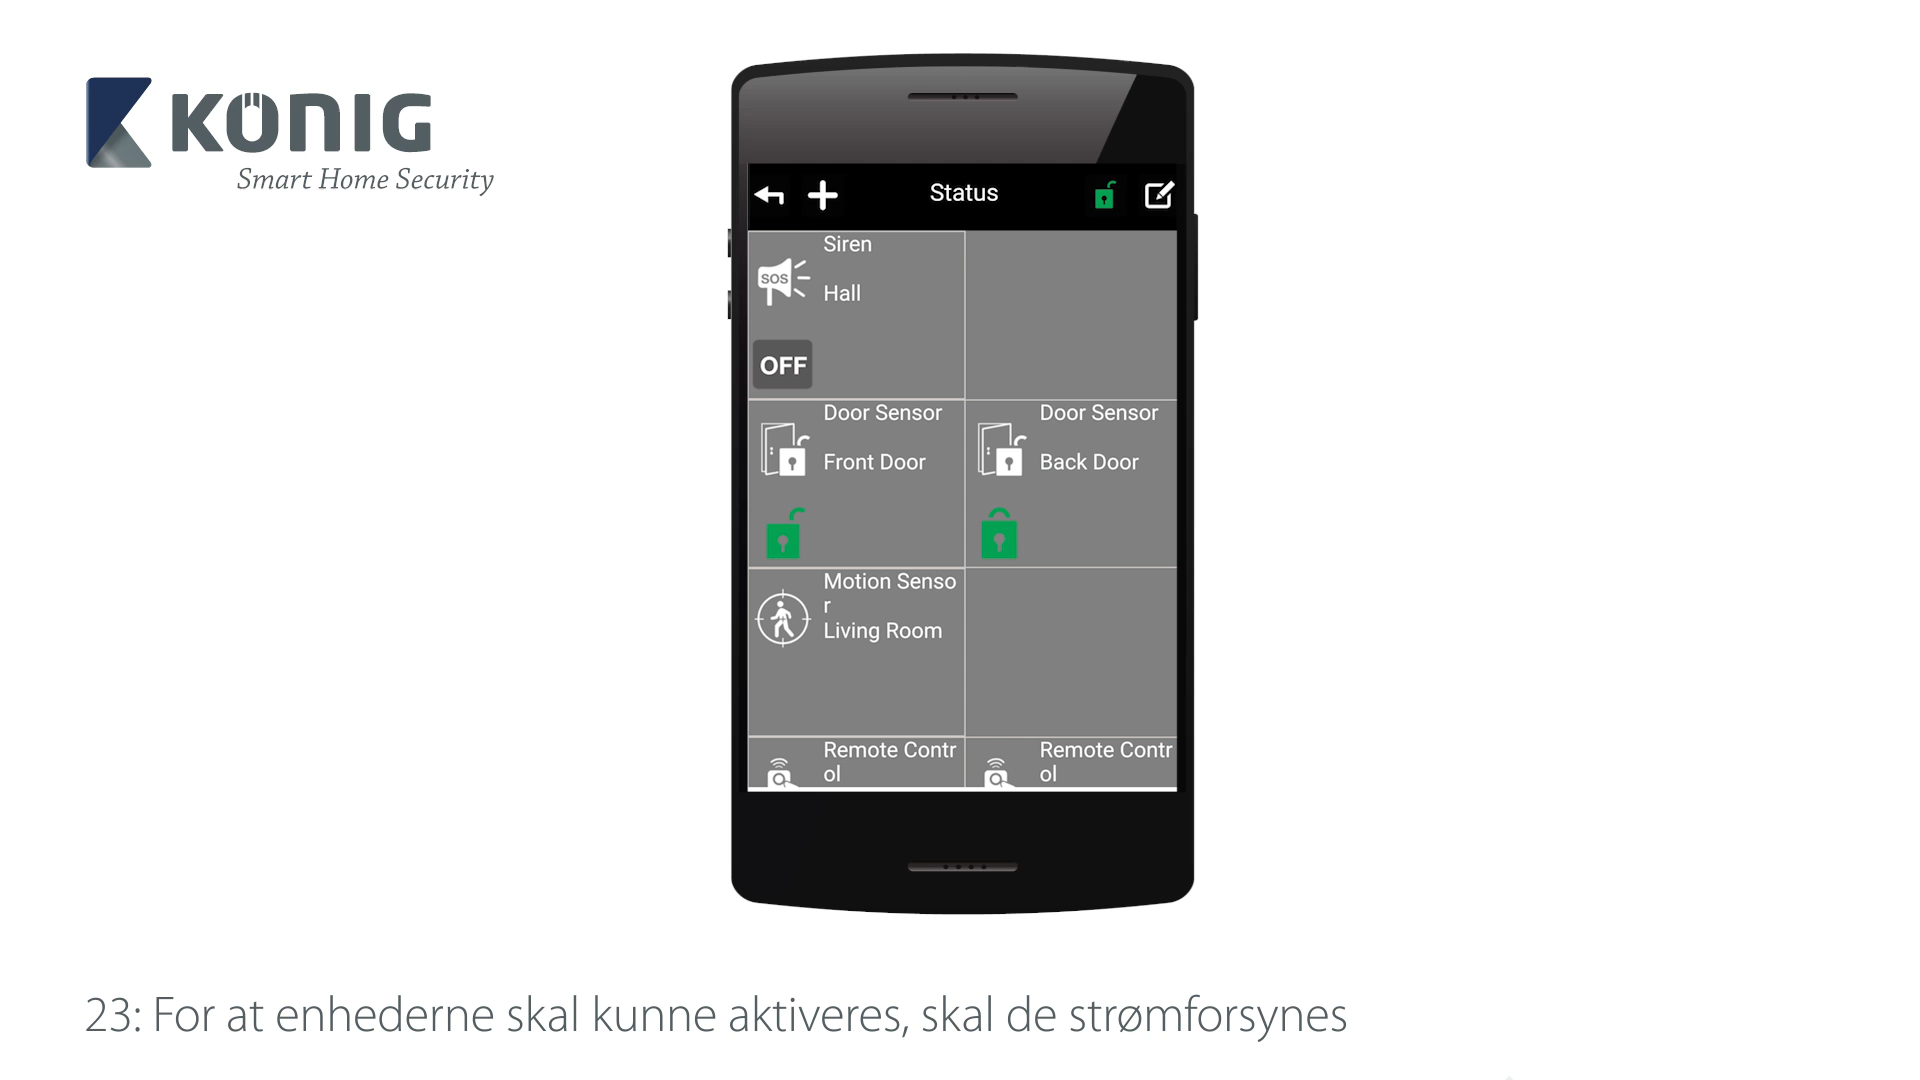 KÖNIG
Smart Home Security
Status
Siren
SOS
Hall
OFF
Door Sensor
Front Door
Door Sensor
Back Door
Motion Senso
r
Living Room
Remote Contr
ol
Remote Contr
ol
23: For at enhederne skal kunne aktiveres, skal de strømforsynes